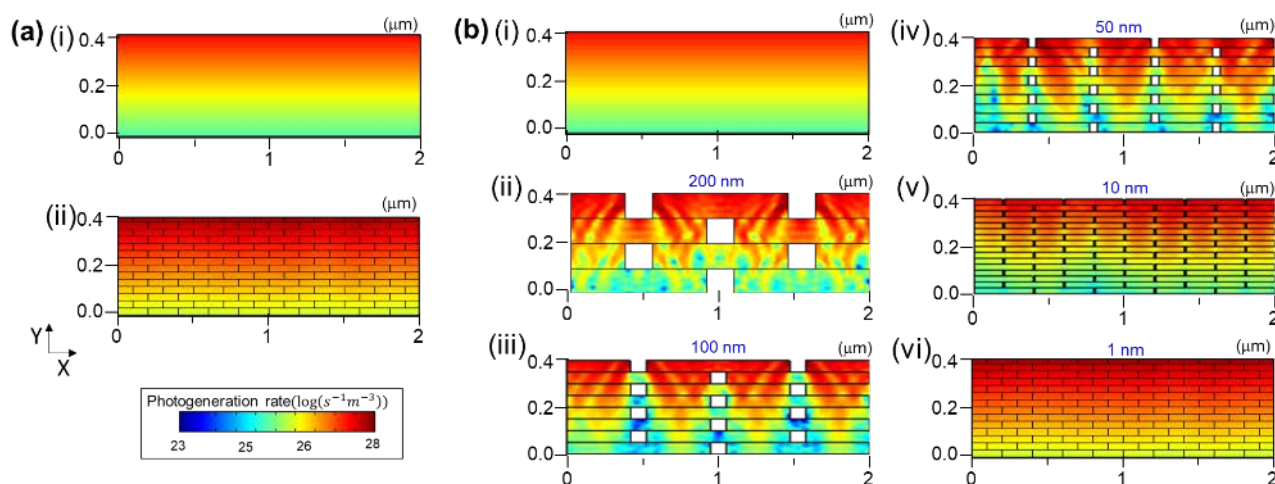 (a) (i) (μm)
0.4
0.2
0.0
0 1 2
(ii) (μm)
0.4
0.2
0.0
0 1 2
Y
X
Photogeneration rate(log(s⁻¹m⁻³))
23 25 26 28
(b) (i) (μm)
0.4
0.2
0.0
0 1 2
(ii) 200 nm (μm)
0.4
0.2
0.0
0 1 2
(iii) 100 nm (μm)
0.4
0.2
0.0
0 1 2
(iv) 50 nm (μm)
0.4
0.2
0.0
0 1 2
(v) 10 nm (μm)
0.4
0.2
0.0
0 1 2
(vi) 1 nm (μm)
0.4
0.2
0.0
0 1 2